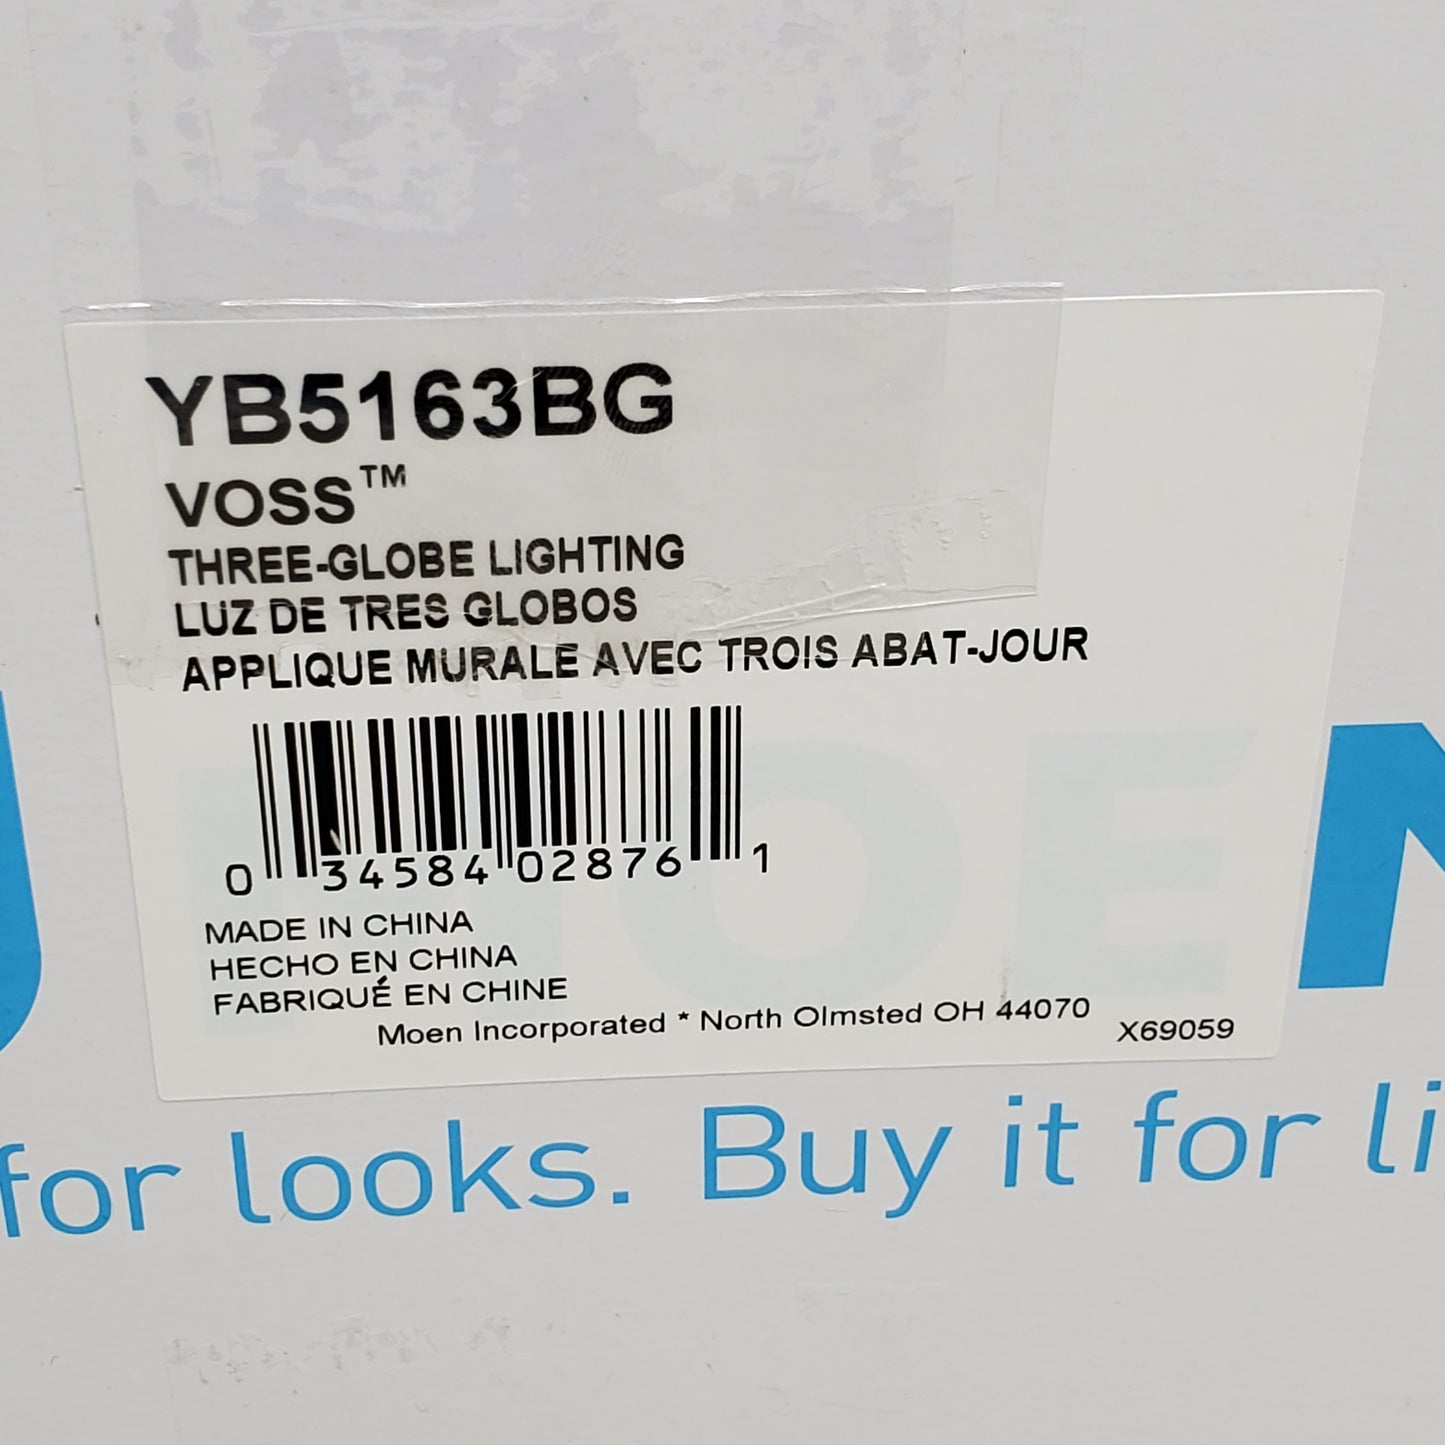 YB5163BG
VOSS™
THREE-GLOBE LIGHTING
LUZ DE TRES GLOBOS
APPLIQUE MURALE AVEC TROIS ABAT-JOUR
0 34584 02876 1
MADE IN CHINA
HECHO EN CHINA
FABRIQUÉ EN CHINE
Moen Incorporated * North Olmsted OH 44070
X69059
MOEN
for looks. Buy it for li